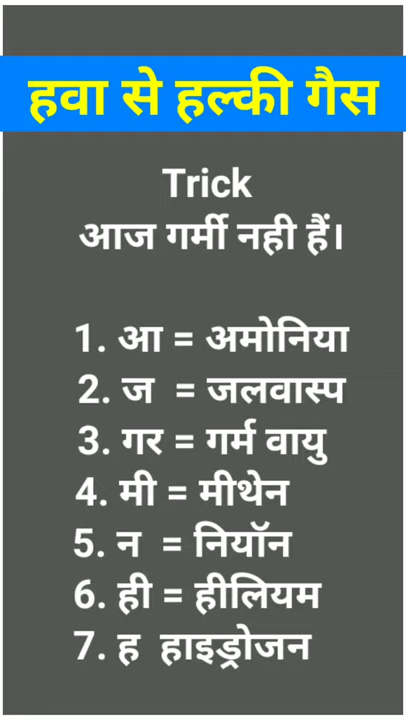 हवा से हल्की गैस
Trick
आज गर्मी नही हैं।
1. आ = अमोनिया
2. ज = जलवास्प
3. गर = गर्म वायु
4. मी = मीथेन
5. न = नियॉन
6. ही = हीलियम
7. ह हाइड्रोजन